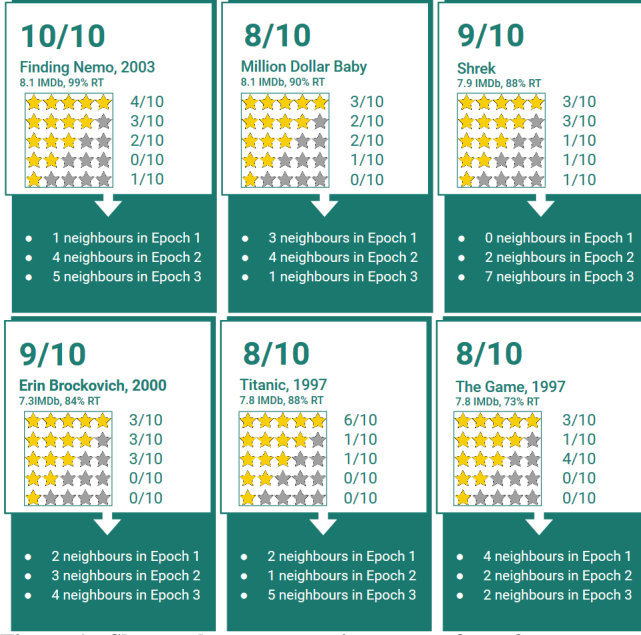 10/10
Finding Nemo, 2003
8.1 IMDb, 99% RT
4/10
3/10
2/10
0/10
1/10
● 1 neighbours in Epoch 1
● 4 neighbours in Epoch 2
● 5 neighbours in Epoch 3
8/10
Million Dollar Baby
8.1 IMDb, 90% RT
3/10
2/10
2/10
1/10
0/10
● 3 neighbours in Epoch 1
● 4 neighbours in Epoch 2
● 1 neighbours in Epoch 3
9/10
Shrek
7.9 IMDb, 88% RT
3/10
3/10
1/10
1/10
1/10
● 0 neighbours in Epoch 1
● 2 neighbours in Epoch 2
● 7 neighbours in Epoch 3
9/10
Erin Brockovich, 2000
7.3IMDb, 84% RT
3/10
3/10
3/10
0/10
0/10
● 2 neighbours in Epoch 1
● 3 neighbours in Epoch 2
● 4 neighbours in Epoch 3
8/10
Titanic, 1997
7.8 IMDb, 88% RT
6/10
1/10
1/10
0/10
0/10
● 2 neighbours in Epoch 1
● 1 neighbours in Epoch 2
● 5 neighbours in Epoch 3
8/10
The Game, 1997
7.8 IMDb, 73% RT
3/10
1/10
4/10
0/10
0/10
● 4 neighbours in Epoch 1
● 2 neighbours in Epoch 2
● 2 neighbours in Epoch 3